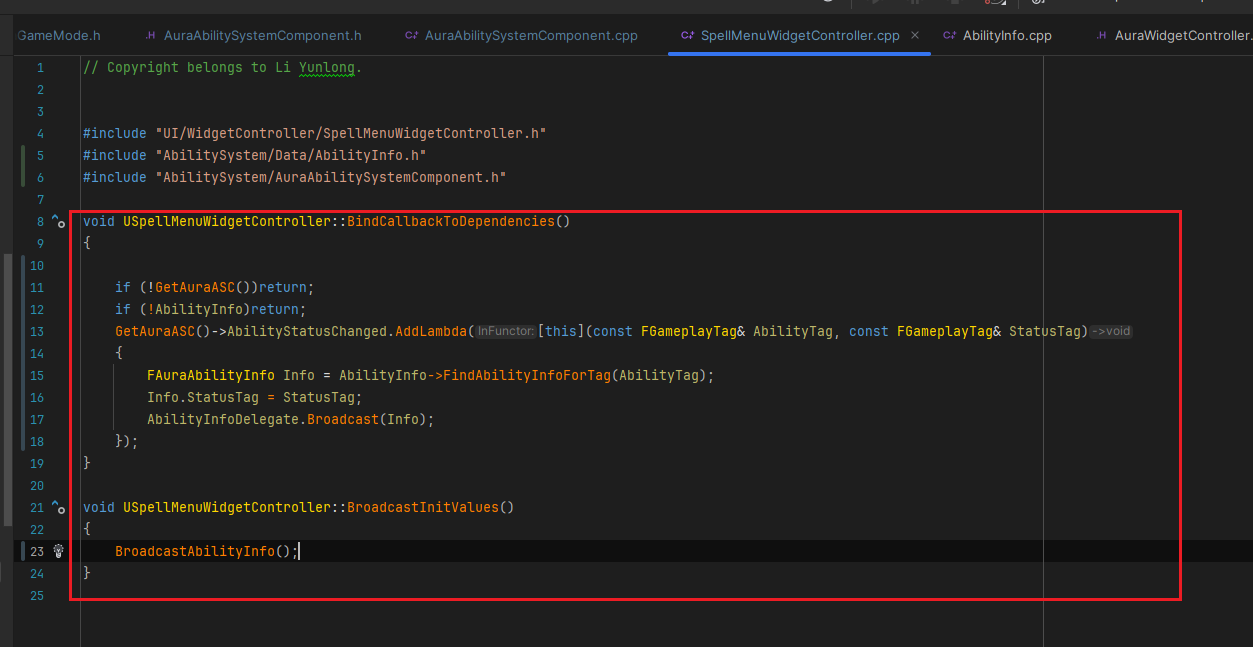 GameMode.h .H AuraAbilitySystemComponent.h C+ AuraAbilitySystemComponent.cpp C+ SpellMenuWidgetController.cpp × C+ AbilityInfo.cpp .H AuraWidgetController.
1 // Copyright belongs to Li Yunlong.
2
3
4 #include "UI/WidgetController/SpellMenuWidgetController.h"
5 #include "AbilitySystem/Data/AbilityInfo.h"
6 #include "AbilitySystem/AuraAbilitySystemComponent.h"
7
8 void USpellMenuWidgetController::BindCallbackToDependencies()
9 {
10
11 if (!GetAuraASC())return;
12 if (!AbilityInfo)return;
13 GetAuraASC()->AbilityStatusChanged.AddLambda( InFunctor: [this](const FGameplayTag& AbilityTag, const FGameplayTag& StatusTag) ->void
14 {
15 FAuraAbilityInfo Info = AbilityInfo->FindAbilityInfoForTag(AbilityTag);
16 Info.StatusTag = StatusTag;
17 AbilityInfoDelegate.Broadcast(Info);
18 });
19 }
20
21 void USpellMenuWidgetController::BroadcastInitValues()
22 {
23 BroadcastAbilityInfo();
24 }
25